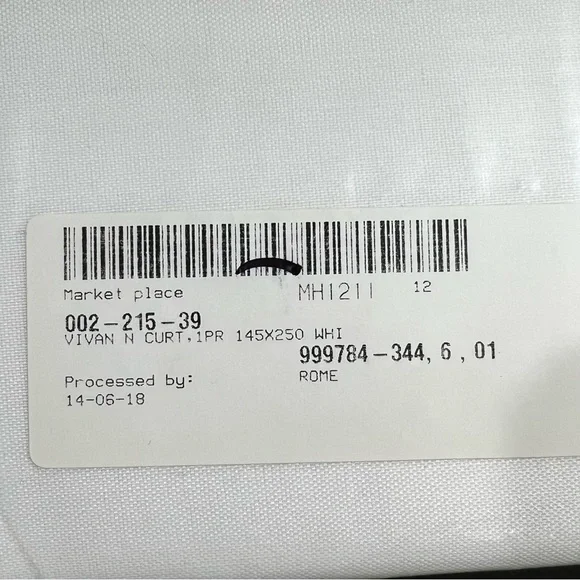 Market place MH1211 12
002-215-39
VIVAN N CURT,1PR 145X250 WHI
999784-344, 6 , 01
Processed by: ROME
14-06-18